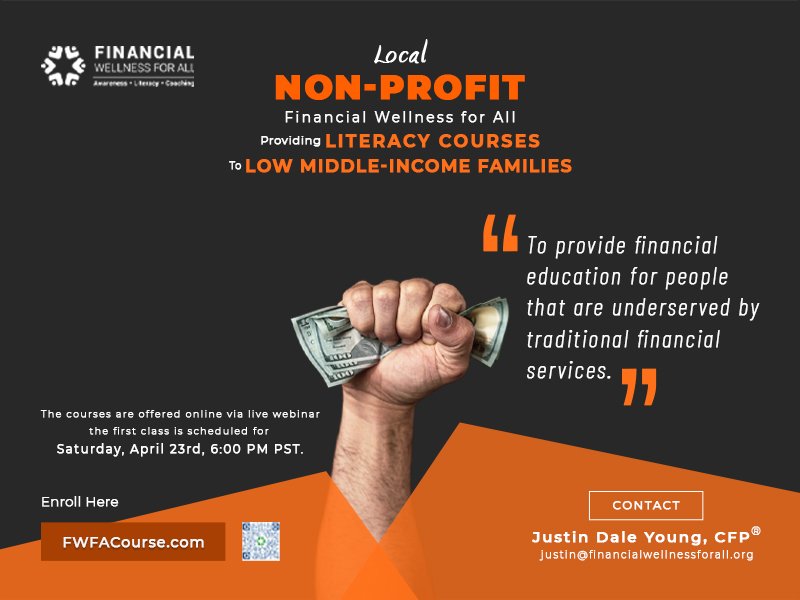 FINANCIAL
WELLNESS FOR ALL
Awareness • Literacy • Coaching
Local
NON-PROFIT
Financial Wellness for All
Providing LITERACY COURSES
To LOW MIDDLE-INCOME FAMILIES
“To provide financial
education for people
that are underserved by
traditional financial
services.”
The courses are offered online via live webinar
the first class is scheduled for
Saturday, April 23rd, 6:00 PM PST.
Enroll Here
FWFACourse.com
CONTACT
Justin Dale Young, CFP®
justin@financialwellnessforall.org